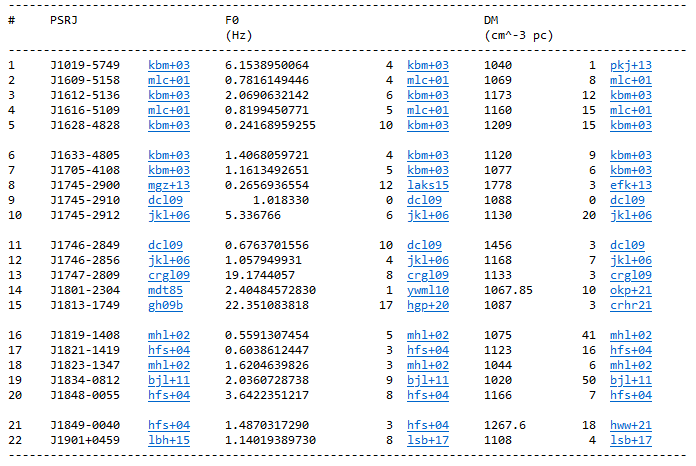 #     PSRJ                     F0                                    DM
                               (Hz)                                  (cm^-3 pc)
1     J1019-5749    kbm+03     6.1538950064         4  kbm+03    1040            1  pkj+13
2     J1609-5158    mlc+01     0.7816149446         4  mlc+01    1069            8  mlc+01
3     J1612-5136    kbm+03     2.0690632142         6  kbm+03    1173           12  kbm+03
4     J1616-5109    mlc+01     0.8199450771         5  mlc+01    1160           15  mlc+01
5     J1628-4828    kbm+03     0.24168959255       10  kbm+03    1209           15  kbm+03
6     J1633-4805    kbm+03     1.4068059721         4  kbm+03    1120            9  kbm+03
7     J1705-4108    kbm+03     1.1613492651         5  kbm+03    1077            6  kbm+03
8     J1745-2900    mgz+13     0.2656936554        12  laks15    1778            3  efk+13
9     J1745-2910    dcl09          1.018330         0  dcl09     1088            0  dcl09
10    J1745-2912    jkl+06     5.336766             6  jkl+06    1130           20  jkl+06
11    J1746-2849    dcl09      0.6763701556        10  dcl09     1456            3  dcl09
12    J1746-2856    jkl+06     1.057949931          4  jkl+06    1168            7  jkl+06
13    J1747-2809    crgl09     19.1744057           8  crgl09    1133            3  crgl09
14    J1801-2304    mdt85      2.40484572830        1  ywml10    1067.85        10  okp+21
15    J1813-1749    gh09b      22.351083818        17  hgp+20    1087            3  crhr21
16    J1819-1408    mhl+02     0.5591307454         5  mhl+02    1075           41  mhl+02
17    J1821-1419    hfs+04     0.6038612447         3  hfs+04    1123           16  hfs+04
18    J1823-1347    mhl+02     1.6204639826         3  mhl+02    1044            6  mhl+02
19    J1834-0812    bjl+11     2.0360728738         9  bjl+11    1020           50  bjl+11
20    J1848-0055    hfs+04     3.6422351217         8  hfs+04    1166            7  hfs+04
21    J1849-0040    hfs+04     1.4870317290         3  hfs+04    1267.6         18  hww+21
22    J1901+0459    lbh+15     1.14019389730        8  lsb+17    1108            4  lsb+17